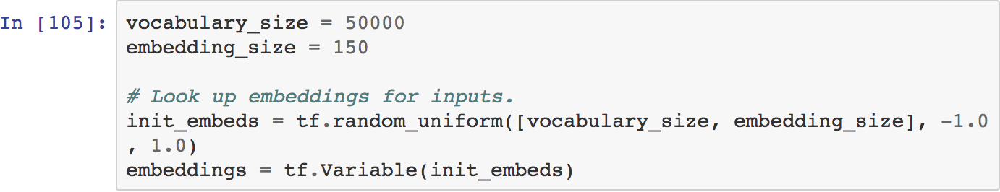 In [105]: vocabulary_size = 50000
embedding_size = 150
# Look up embeddings for inputs.
init_embeds = tf.random_uniform([vocabulary_size, embedding_size], -1.0
, 1.0)
embeddings = tf.Variable(init_embeds)